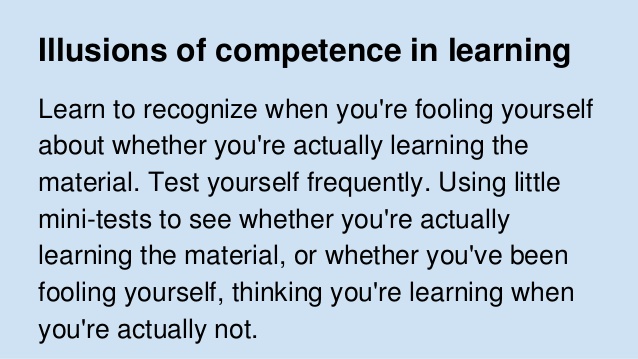 Illusions of competence in learning
Learn to recognize when you're fooling yourself
about whether you're actually learning the
material. Test yourself frequently. Using little
mini-tests to see whether you're actually
learning the material, or whether you've been
fooling yourself, thinking you're learning when
you're actually not.